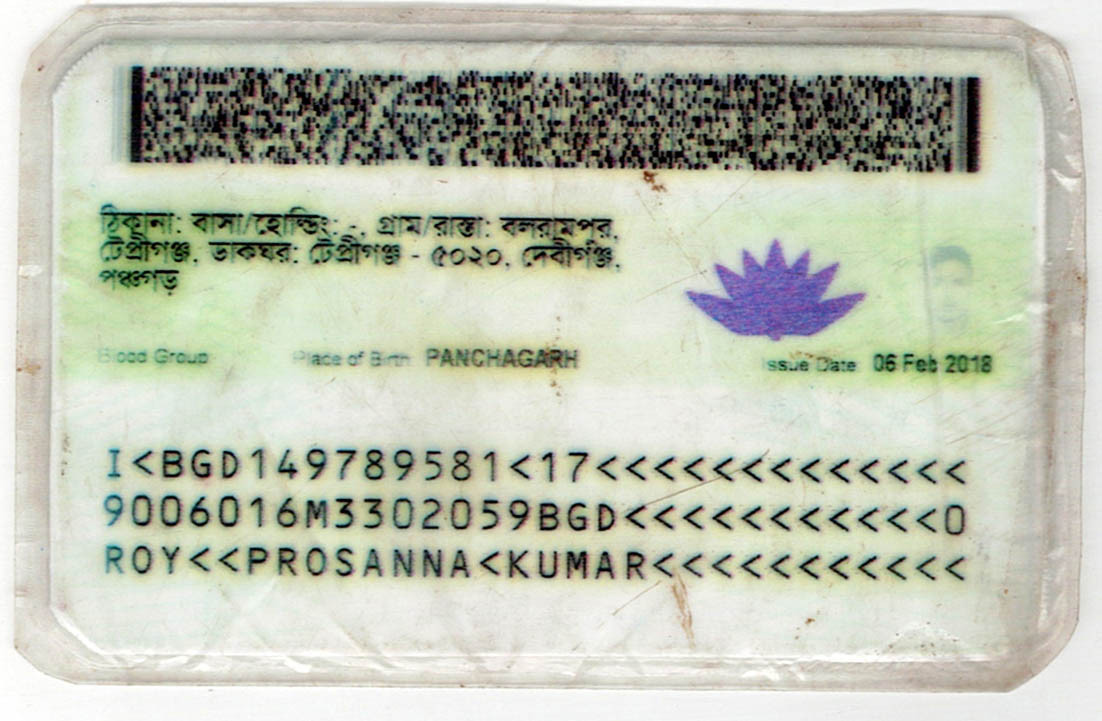 ঠিকানা: বাসা/হোল্ডিং: -, গ্রাম/রাস্তা: বলরামপুর,
টেপ্রীগঞ্জ, ডাকঘর: টেপ্রীগঞ্জ - ৫০২০, দেবীগঞ্জ,
পঞ্চগড়
Blood Group Place of Birth PANCHAGARH Issue Date 06 Feb 2018
I<BGD149789581<17<<<<<<<<<<<<<
9006016M3302059BGD<<<<<<<<<<<0
ROY<<PROSANNA<KUMAR<<<<<<<<<<<